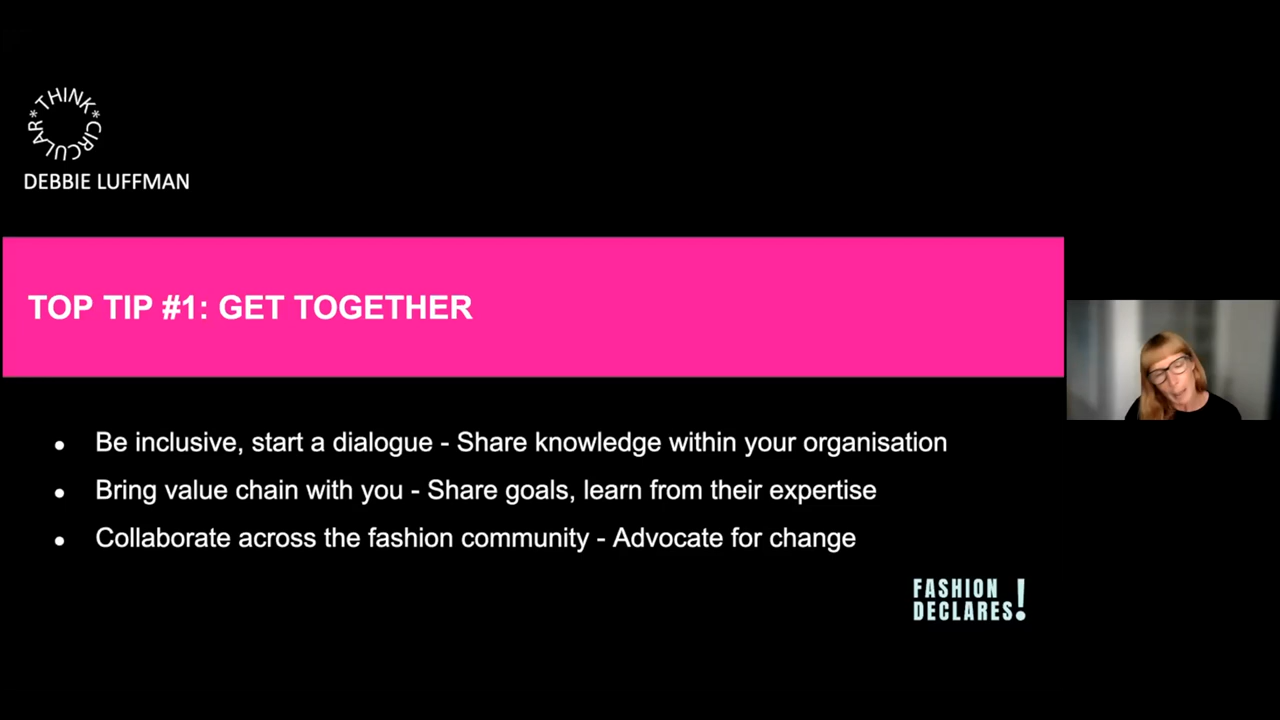 *THINK*CIRCULAR
DEBBIE LUFFMAN
TOP TIP #1: GET TOGETHER
Be inclusive, start a dialogue - Share knowledge within your organisation
Bring value chain with you - Share goals, learn from their expertise
Collaborate across the fashion community - Advocate for change
FASHION
DECLARES!